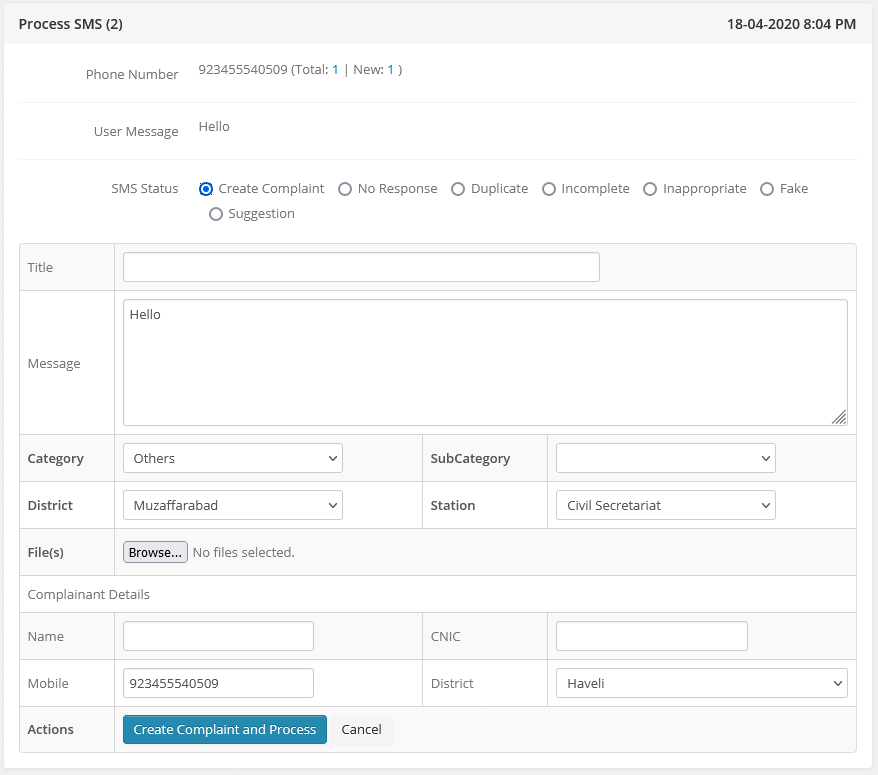 Process SMS (2) 18-04-2020 8:04 PM
Phone Number 923455540509 (Total: 1 | New: 1 )
User Message Hello
SMS Status Create Complaint No Response Duplicate Incomplete Inappropriate Fake
Suggestion
Title
Message Hello
Category Others SubCategory
District Muzaffarabad Station Civil Secretariat
File(s) Browse... No files selected.
Complainant Details
Name CNIC
Mobile 923455540509 District Haveli
Actions Create Complaint and Process Cancel